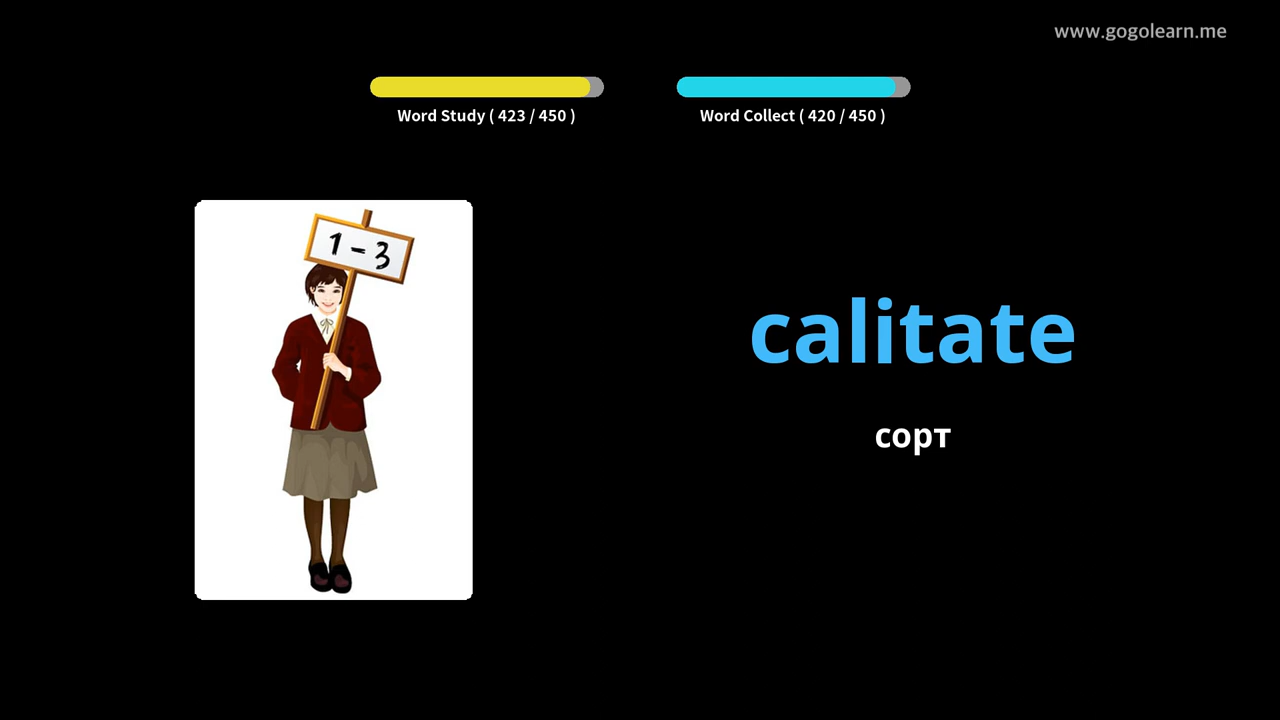 www.gogolearn.me
Word Study ( 423 / 450 )
Word Collect ( 420 / 450 )
1 - 3
calitate
сорт